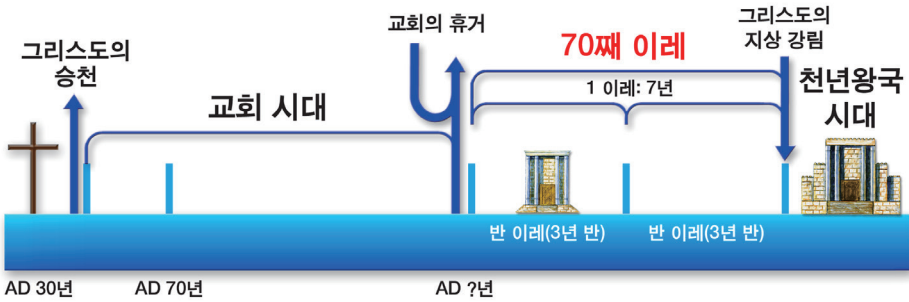 그리스도의
승천
교회 시대
교회의 휴거
70째 이레
1 이레: 7년
그리스도의
지상 강림
천년왕국
시대
반 이레(3년 반)
반 이레(3년 반)
AD 30년
AD 70년
AD ?년